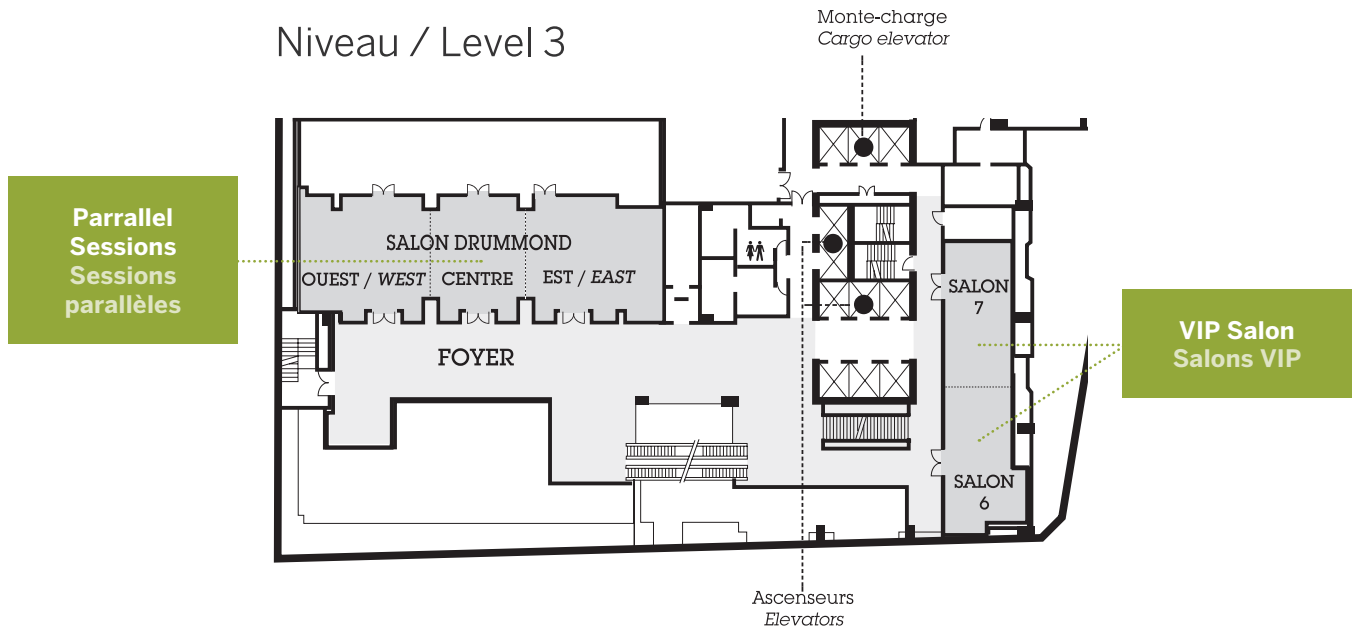 Niveau / Level 3
Monte-charge
Cargo elevator
Parrallel
Sessions
Sessions
parallèles
SALON DRUMMOND
OUEST / WEST
CENTRE
EST / EAST
FOYER
SALON
7
SALON
6
VIP Salon
Salons VIP
Ascenseurs
Elevators